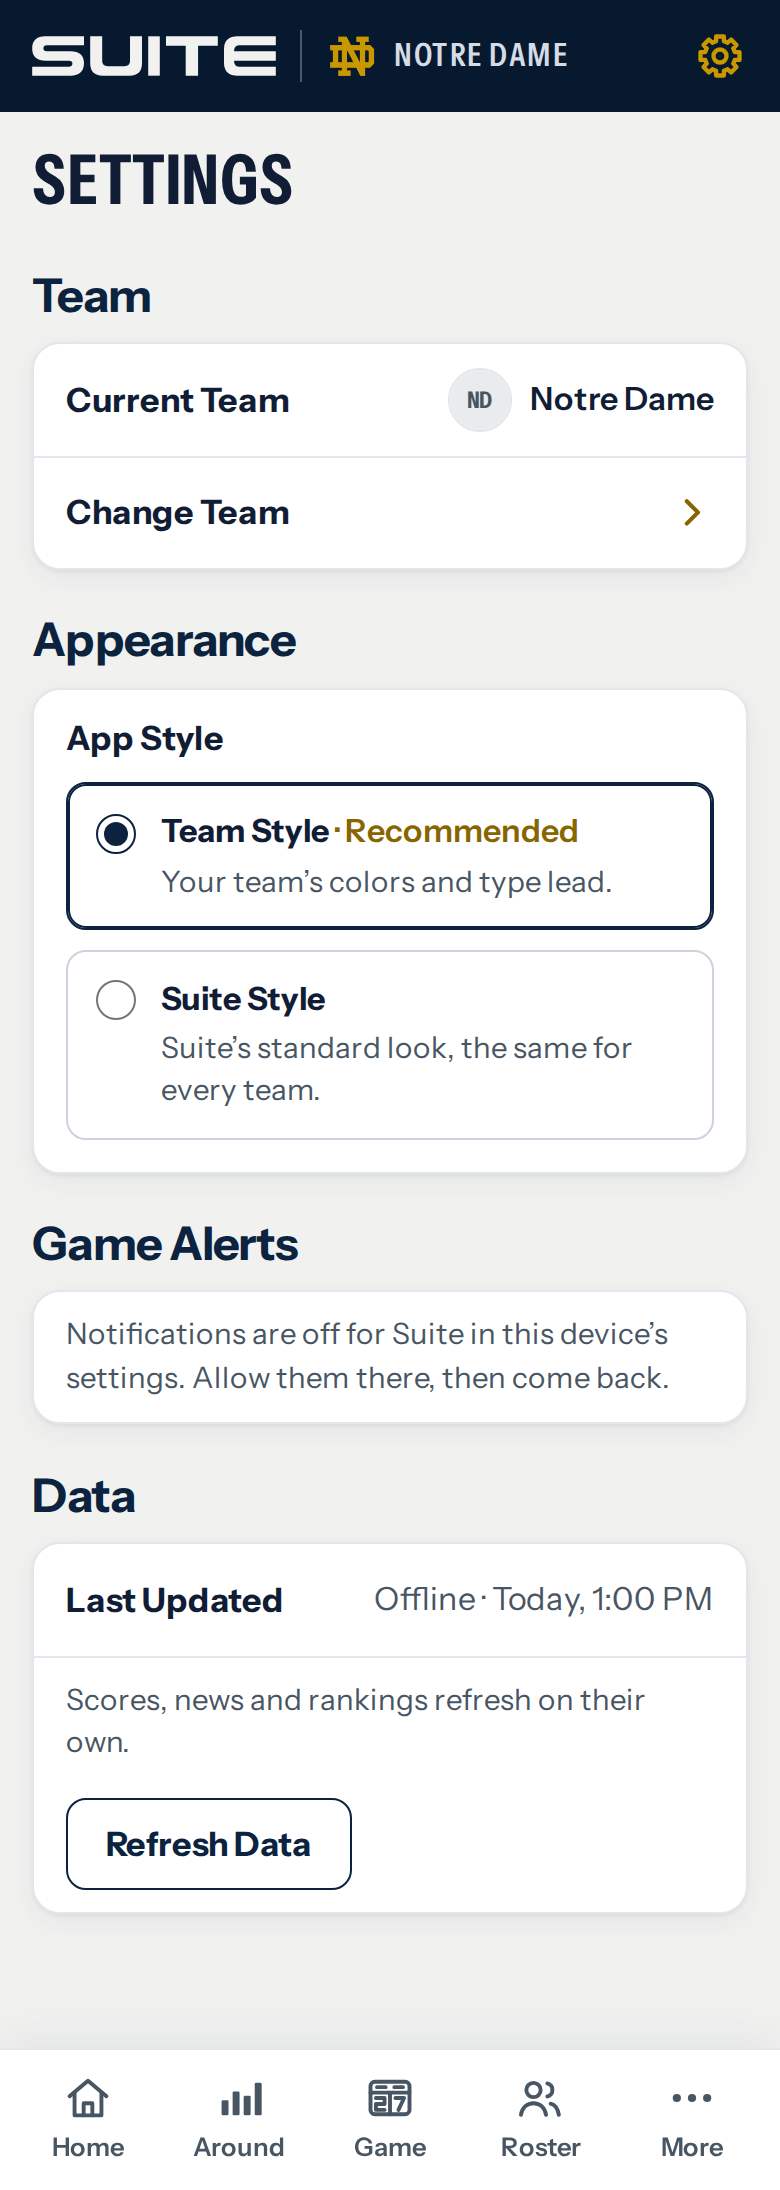 SUITE
ND
NOTRE DAME
SETTINGS
Team
Current Team
ND
Notre Dame
Change Team
Appearance
App Style
Team Style · Recommended
Your team’s colors and type lead.
Suite Style
Suite’s standard look, the same for
every team.
Game Alerts
Notifications are off for Suite in this device’s
settings. Allow them there, then come back.
Data
Last Updated
Offline · Today, 1:00 PM
Scores, news and rankings refresh on their
own.
Refresh Data
27
Home
Around
Game
Roster
More